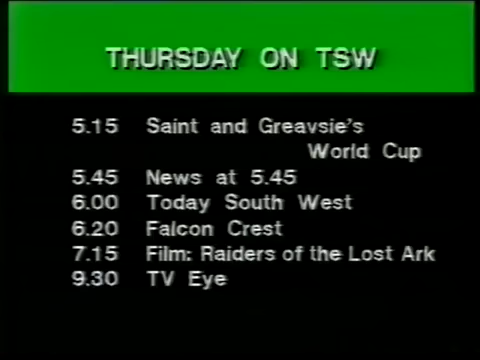 THURSDAY ON TSW
5.15 Saint and Greavsie's
World Cup
5.45 News at 5.45
6.00 Today South West
6.20 Falcon Crest
7.15 Film: Raiders of the Lost Ark
9.30 TV Eye